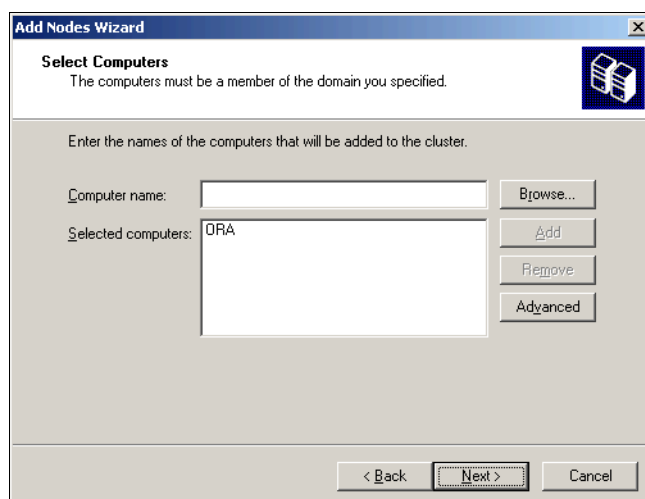 Add Nodes Wizard
Select Computers
The computers must be a member of the domain you specified.
Enter the names of the computers that will be added to the cluster.
Computer name:
Browse...
Selected computers:
ORA
Add
Remove
Advanced
< Back
Next >
Cancel